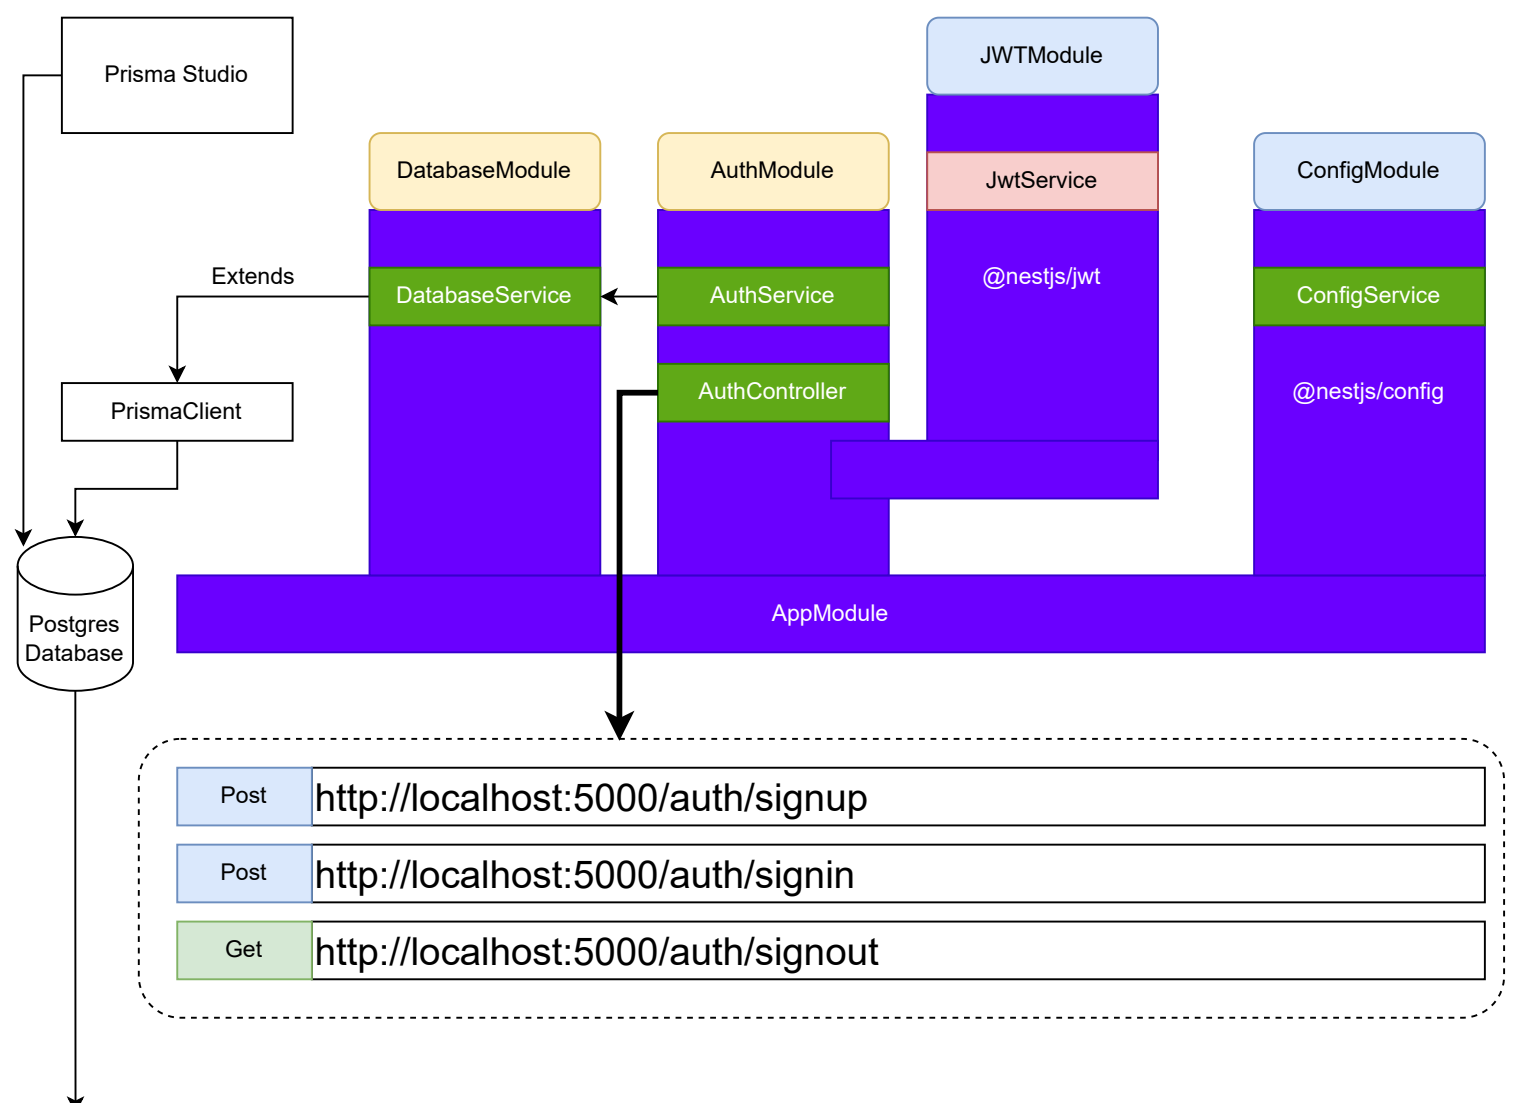 Prisma Studio
JWTModule
DatabaseModule
AuthModule
JwtService
ConfigModule
Extends
DatabaseService
AuthService
@nestjs/jwt
ConfigService
PrismaClient
AuthController
@nestjs/config
Postgres
Database
AppModule
Post http://localhost:5000/auth/signup
Post http://localhost:5000/auth/signin
Get http://localhost:5000/auth/signout